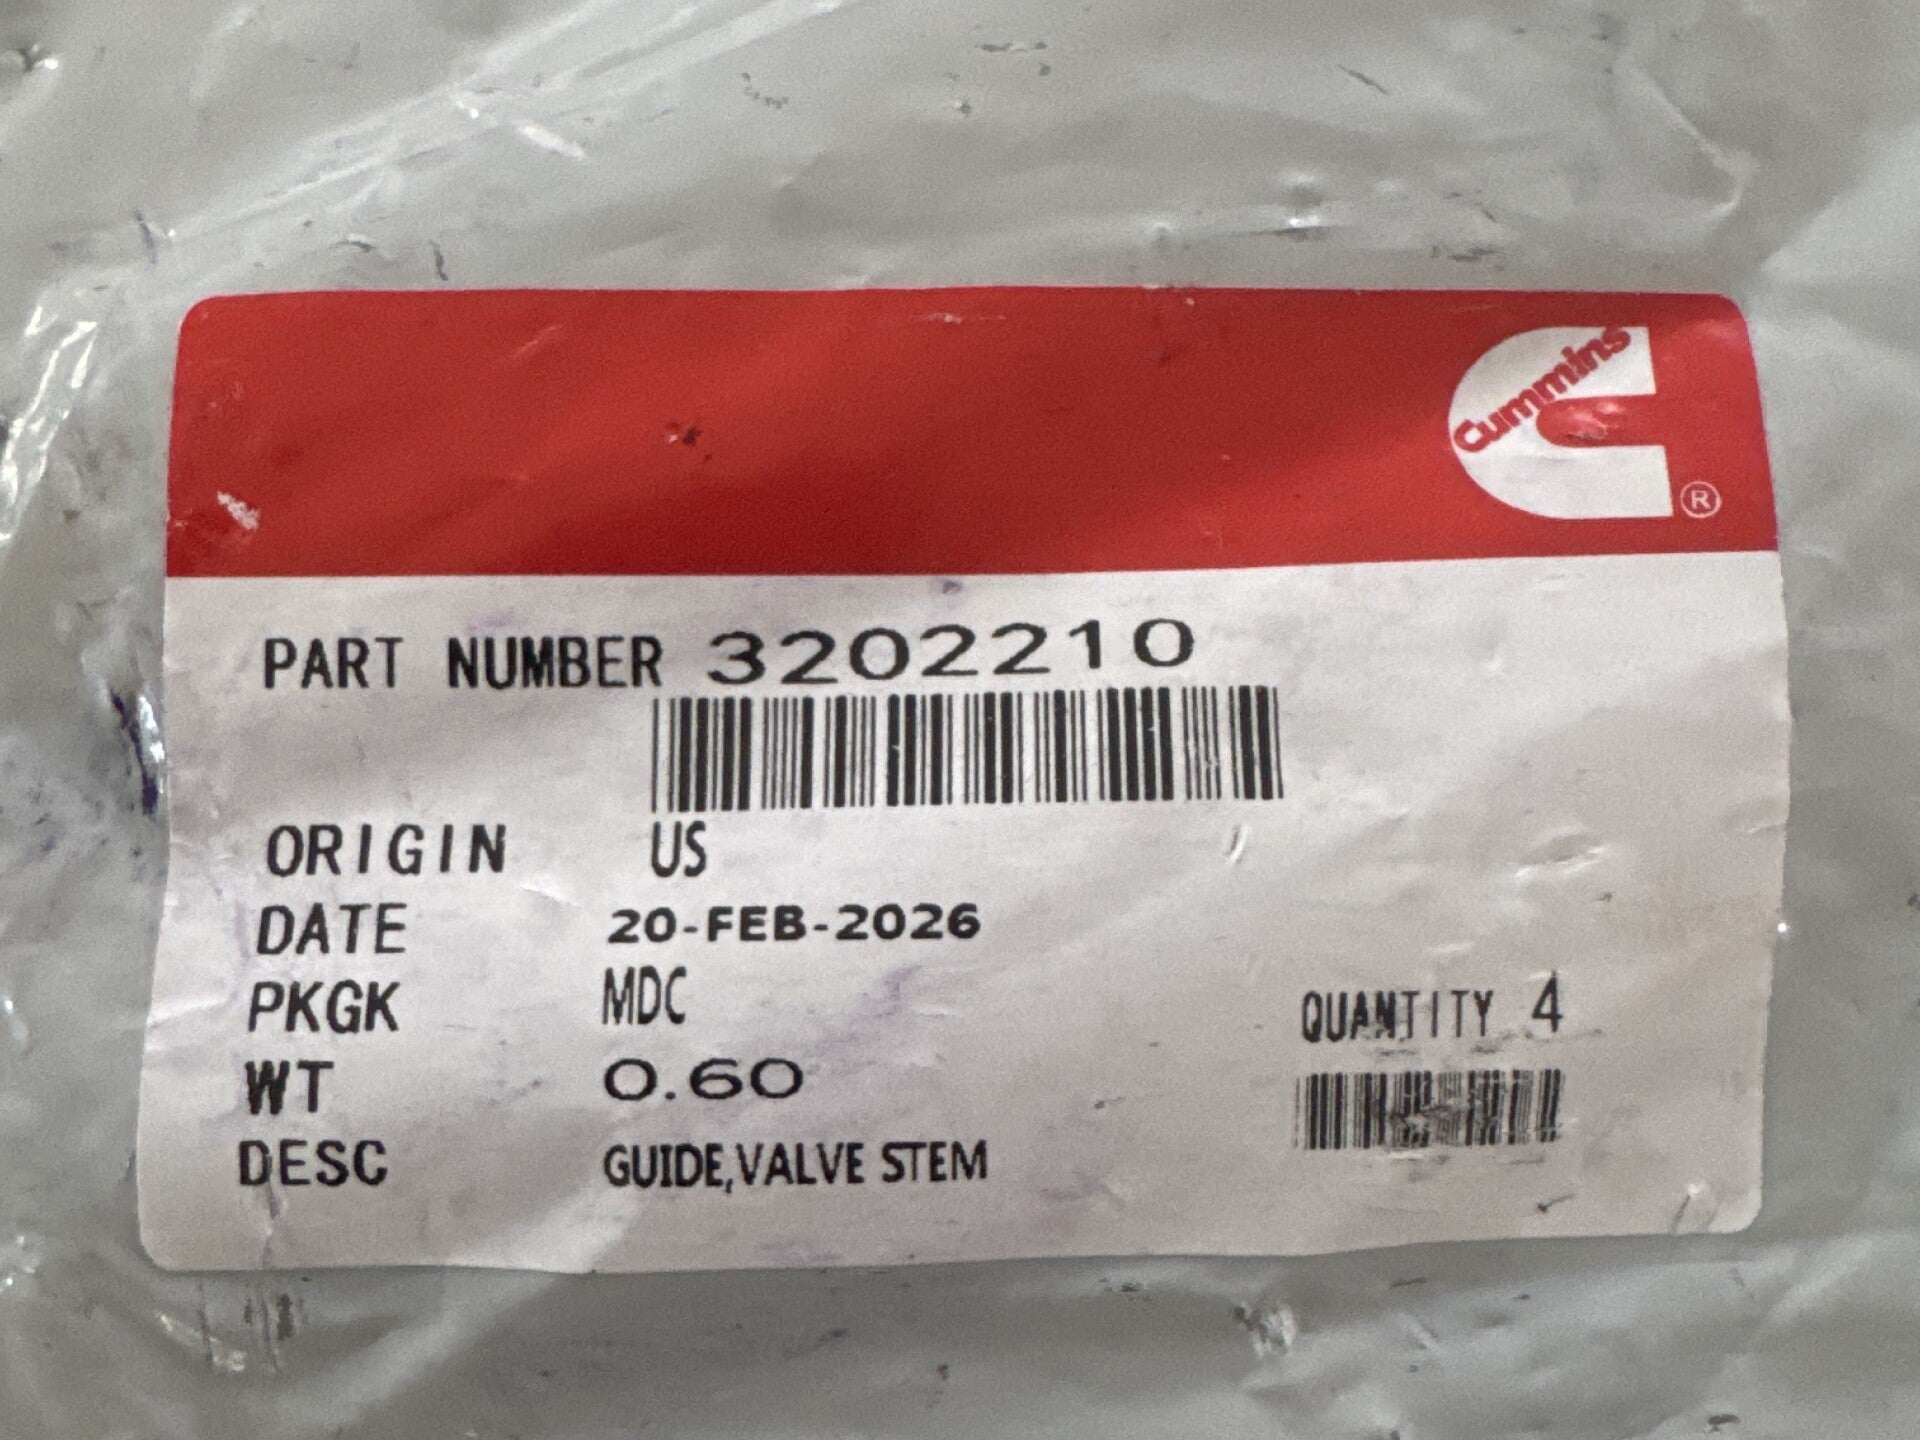 Cummins
®
PART NUMBER 3202210
ORIGIN US
DATE 20-FEB-2026
PKGK MDC
QUANTITY 4
WT 0.60
DESC GUIDE,VALVE STEM